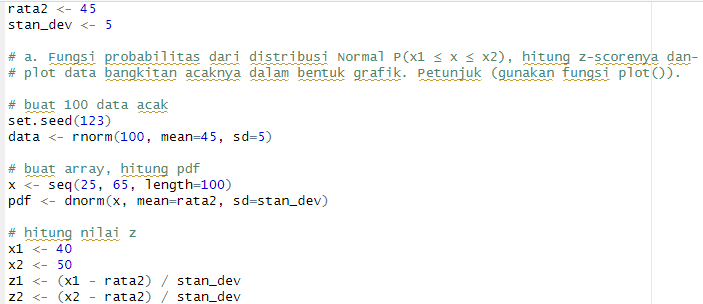 rata2 <- 45
stan_dev <- 5
# a. Fungsi probabilitas dari distribusi Normal P(x1 ≤ x ≤ x2), hitung z-scorenya dan-
# plot data bangkitan acaknya dalam bentuk grafik. Petunjuk (gunakan fungsi plot()).
# buat 100 data acak
set.seed(123)
data <- rnorm(100, mean=45, sd=5)
# buat array, hitung pdf
x <- seq(25, 65, length=100)
pdf <- dnorm(x, mean=rata2, sd=stan_dev)
# hitung nilai z
x1 <- 40
x2 <- 50
z1 <- (x1 - rata2) / stan_dev
z2 <- (x2 - rata2) / stan_dev